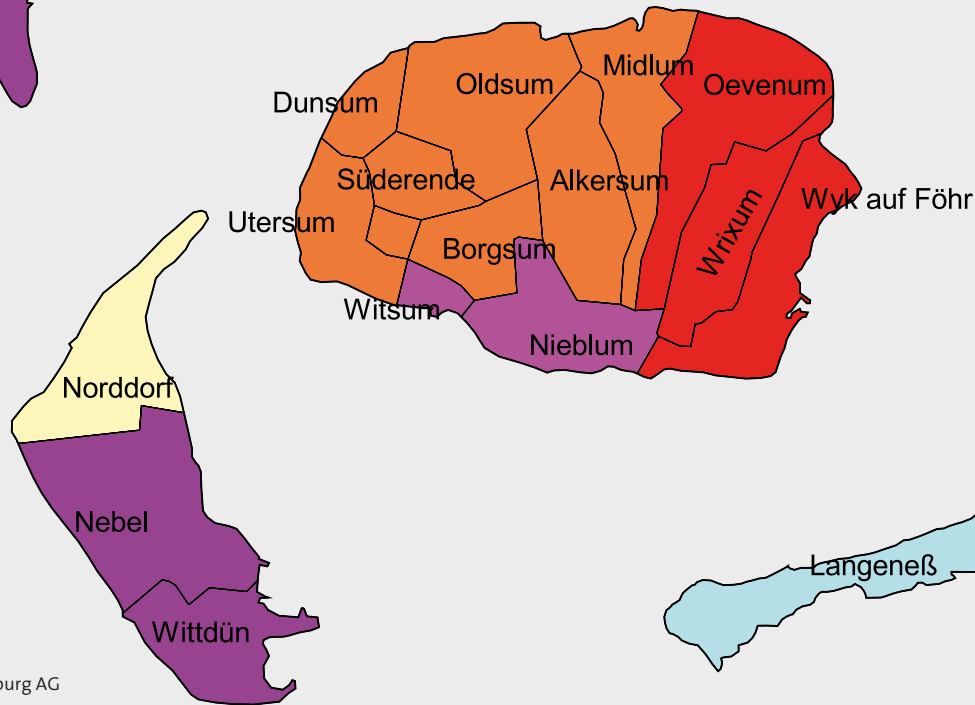 Midlum
Oldsum
Oevenum
Dunsum
Süderende
Alkersum
Wyk auf Föhr
Utersum
Wrixum
Borgsum
Witsum
Nieblum
Norddorf
Nebel
Langeneß
Wittdün
burg AG